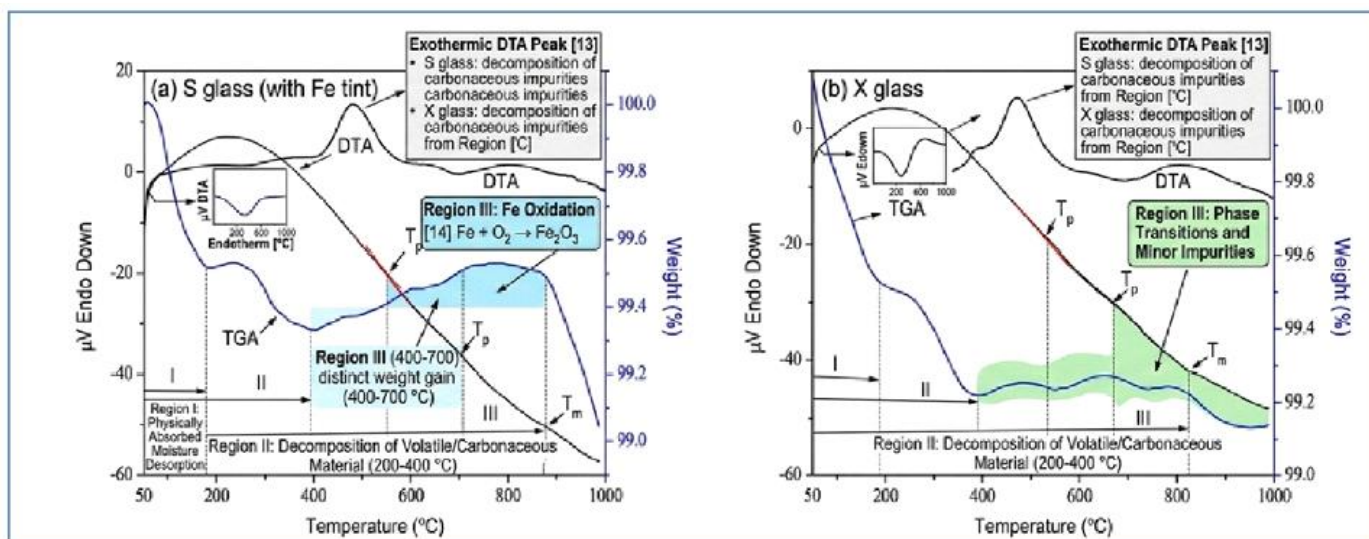 (a) S glass (with Fe tint)
Exothermic DTA Peak [13]
• S glass: decomposition of
carbonaceous impurities
carbonaceous impurities
• X glass: decomposition of
carbonaceous impurities
from Region [°C]
DTA
DTA
µV DTA
200 600 1000
Endotherm [°C]
Region III: Fe Oxidation
[14] Fe + O₂ → Fe₂O₃
Tp
TGA
Region III (400-700)
distinct weight gain
(400-700 °C)
Tp
Tm
I
II
III
Region I:
Physically
Absorbed
Moisture
Desorption
Region II: Decomposition of Volatile/Carbonaceous
Material (200-400 °C)
20
0
-20
-40
-60
µV Endo Down
100.0
99.8
99.6
99.5
99.4
99.2
99.0
Weight (%)
50 200 400 600 800 1000
Temperature (°C)
(b) X glass
Exothermic DTA Peak [13]
S glass: decomposition of
carbonaceous impurities
from Region [°C]
X glass: decomposition of
carbonaceous impurities
from Region [°C]
µV Edown
200 600 1000
DTA
TGA
Region III: Phase
Transitions and
Minor Impurities
Tp
Tp
Tm
I
II
III
Region II: Decomposition of Volatile/Carbonaceous
Material (200-400 °C)
0
-20
-40
-60
µV Endo Down
100.0
99.8
99.6
99.4
99.2
99.0
Weight (%)
50 200 400 600 800 1000
Temperature (°C)